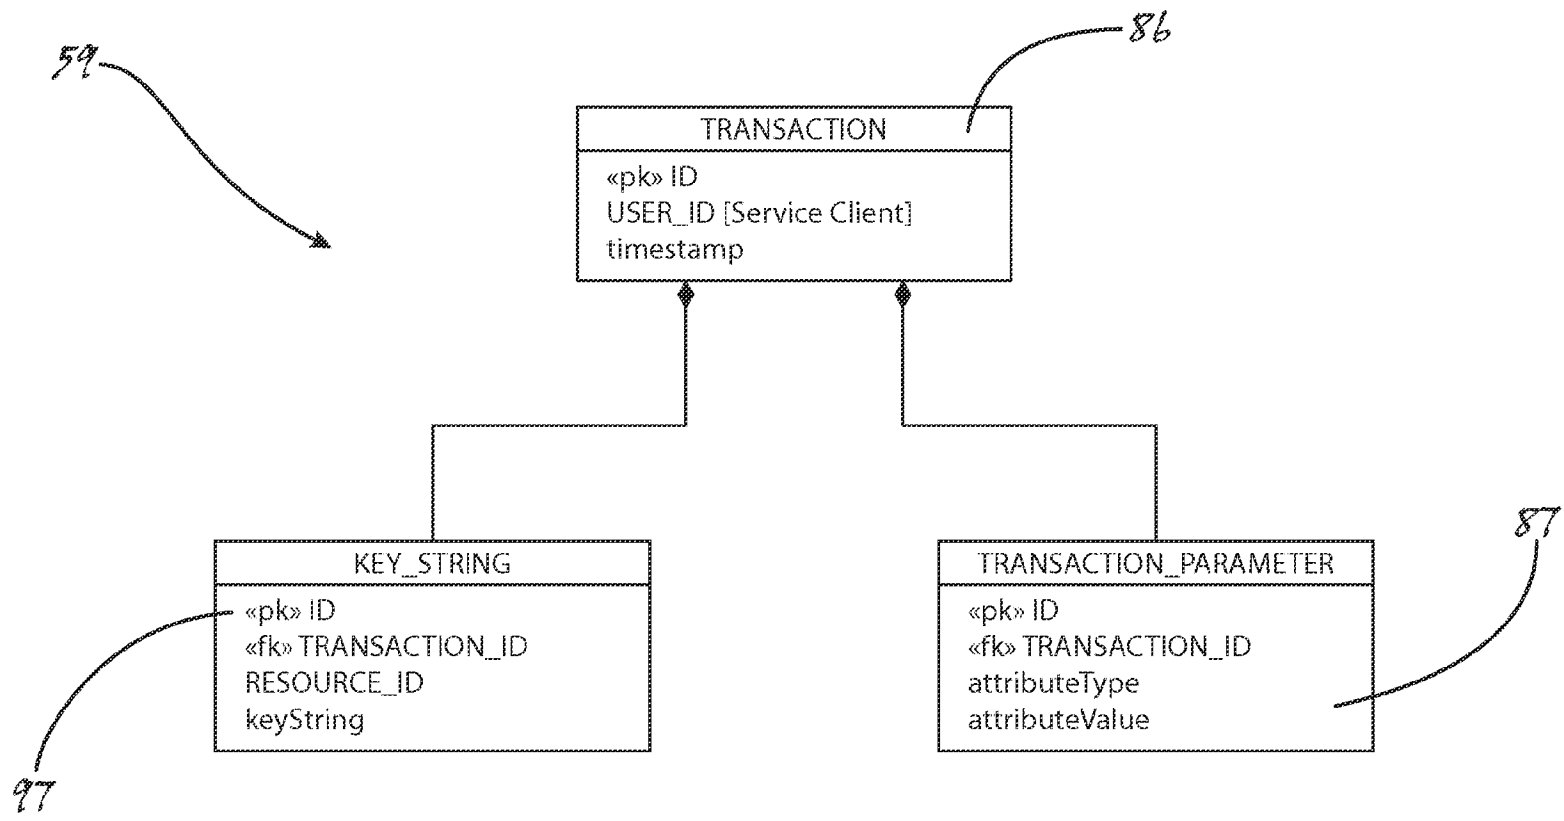 59
86
TRANSACTION
«pk» ID
USER_ID [Service Client]
timestamp
87
KEY_STRING
«pk» ID
«fk» TRANSACTION_ID
RESOURCE_ID
keyString
TRANSACTION_PARAMETER
«pk» ID
«fk» TRANSACTION_ID
attributeType
attributeValue
97